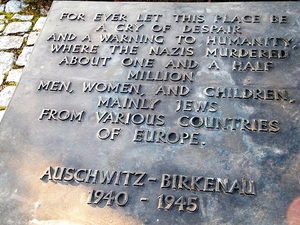 FOR EVER LET THIS PLACE BE
A CRY OF DESPAIR
AND A WARNING TO HUMANITY,
WHERE THE NAZIS MURDERED
ABOUT ONE AND A HALF
MILLION
MEN, WOMEN, AND CHILDREN,
MAINLY JEWS
FROM VARIOUS COUNTRIES
OF EUROPE.
AUSCHWITZ-BIRKENAU
1940 - 1945